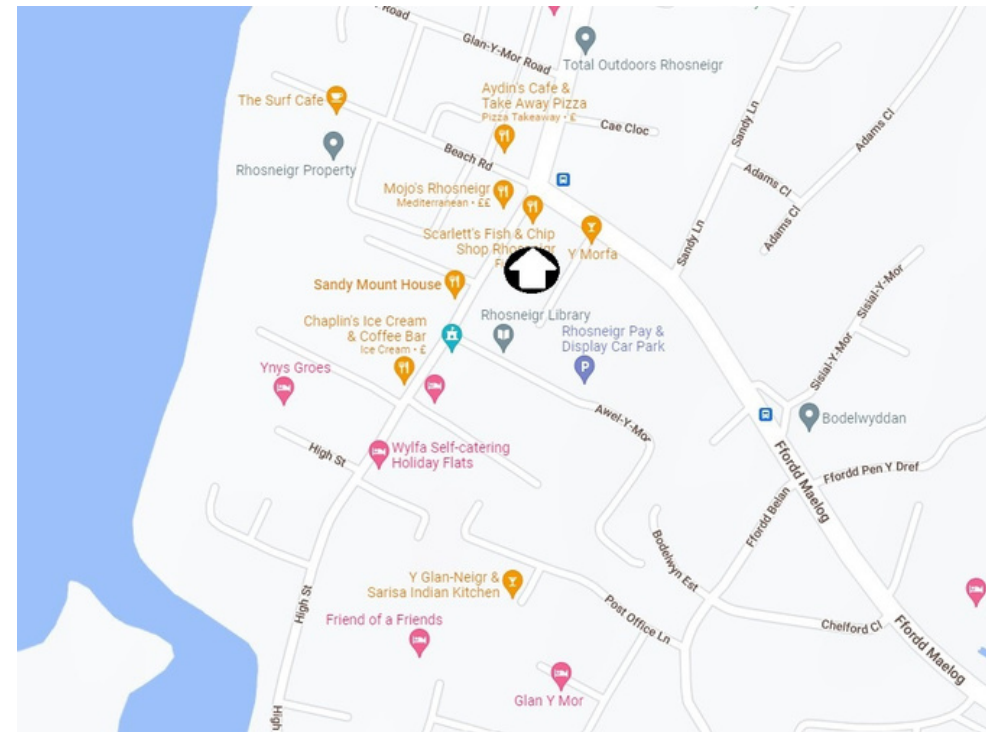 Road
Glan-Y-Mor Road
Total Outdoors Rhosneigr
Aydin's Cafe &
Take Away Pizza
Pizza Takeaway · £
The Surf Cafe
Cae Cloc
Sandy Ln
Adams Cl
Rhosneigr Property
Beach Rd
Adams Cl
Mojo's Rhosneigr
Mediterranean · ££
Adams Cl
Scarlett's Fish & Chip
Shop Rhosneigr
Y Morfa
Sandy Ln
Sandy Mount House
Sisial-Y-Mor
Chaplin's Ice Cream
& Coffee Bar
Ice Cream · £
Rhosneigr Library
Rhosneigr Pay &
Display Car Park
P
Sisial-Y-Mor
Ynys Groes
Awel-Y-Mor
Bodelwyddan
High St
Wylfa Self-catering
Holiday Flats
Ffordd Maelog
Ffordd Pen Y Dref
Ffordd Belan
Bodelwyn Est
Y Glan-Neigr &
Sarisa Indian Kitchen
High St
Post Office Ln
Chelford Cl
Ffordd Maelog
Friend of a Friends
Glan Y Mor
High